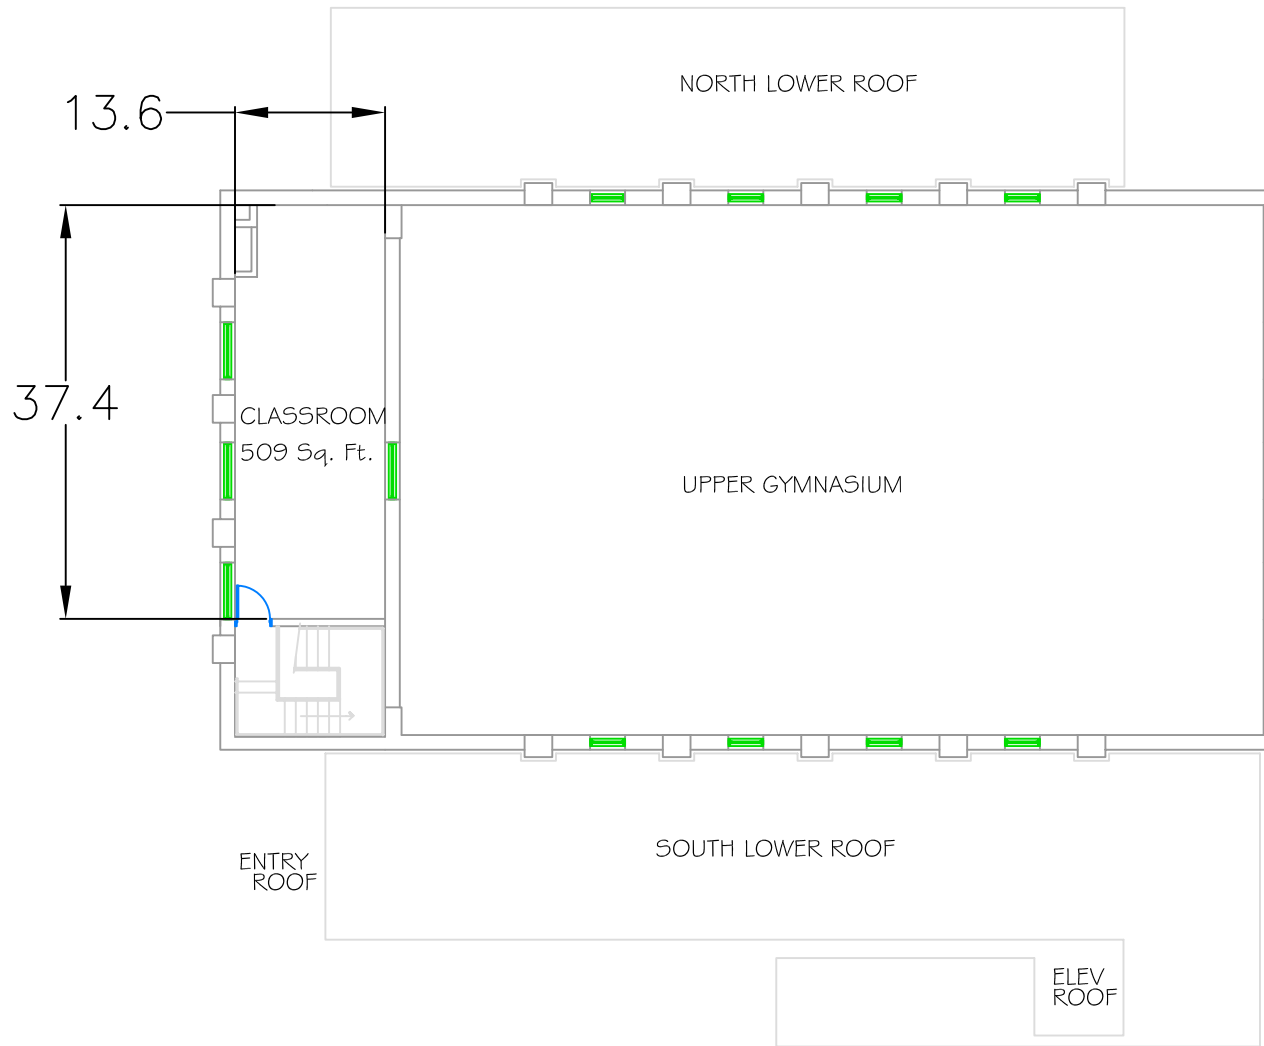 NORTH LOWER ROOF
13.6
37.4
CLASSROOM
509 Sq. Ft.
UPPER GYMNASIUM
SOUTH LOWER ROOF
ENTRY
ROOF
ELEV
ROOF